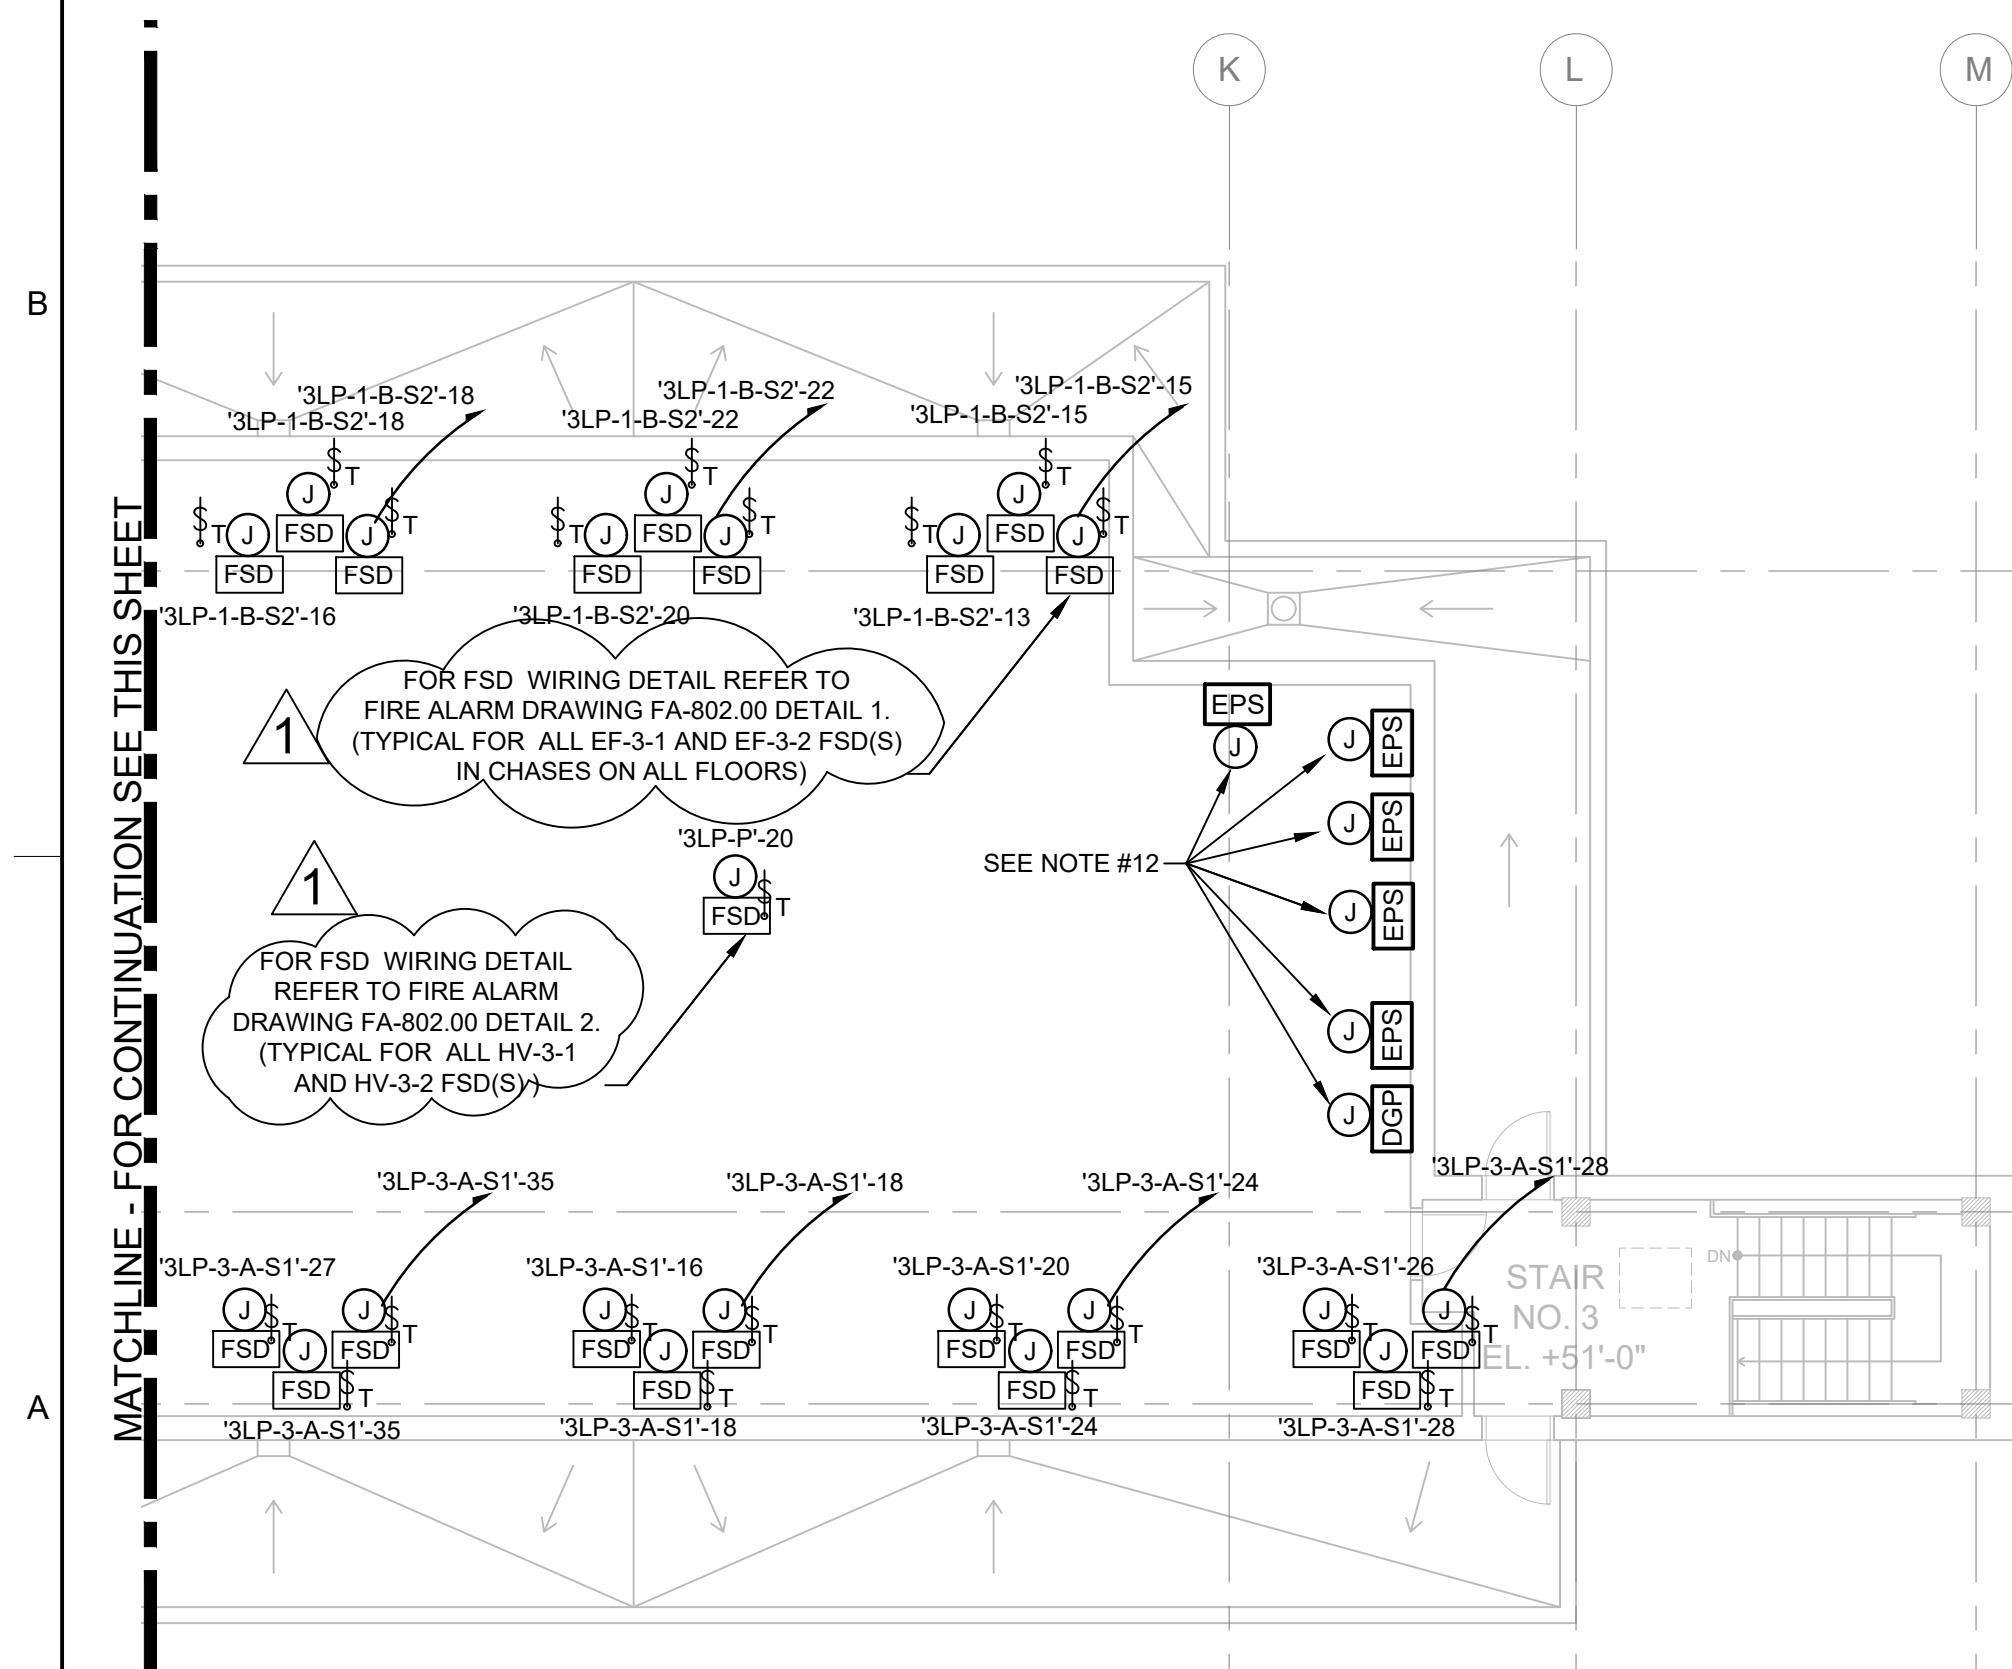 K
L
M
B
'3LP-1-B-S2'-18
'3LP-1-B-S2'-22
'3LP-1-B-S2'-15
'3LP-1-B-S2'-18
'3LP-1-B-S2'-22
'3LP-1-B-S2'-15
$T
J
$T
J
$T
J
$T
J
FSD
J
$T
$T
J
FSD
J
$T
$T
J
FSD
J
$T
FSD
FSD
FSD
FSD
FSD
FSD
'3LP-1-B-S2'-16
'3LP-1-B-S2'-20
'3LP-1-B-S2'-13
FOR FSD WIRING DETAIL REFER TO
FIRE ALARM DRAWING FA-802.00 DETAIL 1.
(TYPICAL FOR ALL EF-3-1 AND EF-3-2 FSD(S)
IN CHASES ON ALL FLOORS)
1
EPS
J
J
EPS
J
EPS
J
EPS
J
EPS
J
DGP
SEE NOTE #12
'3LP-P'-20
J
$T
FSD
1
FOR FSD WIRING DETAIL
REFER TO FIRE ALARM
DRAWING FA-802.00 DETAIL 2.
(TYPICAL FOR ALL HV-3-1
AND HV-3-2 FSD(S) )
MATCHLINE - FOR CONTINUATION SEE THIS SHEET
'3LP-3-A-S1'-35
'3LP-3-A-S1'-18
'3LP-3-A-S1'-24
'3LP-3-A-S1'-28
'3LP-3-A-S1'-27
'3LP-3-A-S1'-16
'3LP-3-A-S1'-20
'3LP-3-A-S1'-26
J
$T
J
$T
J
$T
J
$T
J
$T
J
$T
J
$T
J
$T
FSD
J
FSD
FSD
J
FSD
FSD
J
FSD
FSD
J
FSD
FSD
$T
FSD
$T
FSD
$T
FSD
$T
'3LP-3-A-S1'-35
'3LP-3-A-S1'-18
'3LP-3-A-S1'-24
'3LP-3-A-S1'-28
DN
STAIR
NO. 3
EL. +51'-0"
A